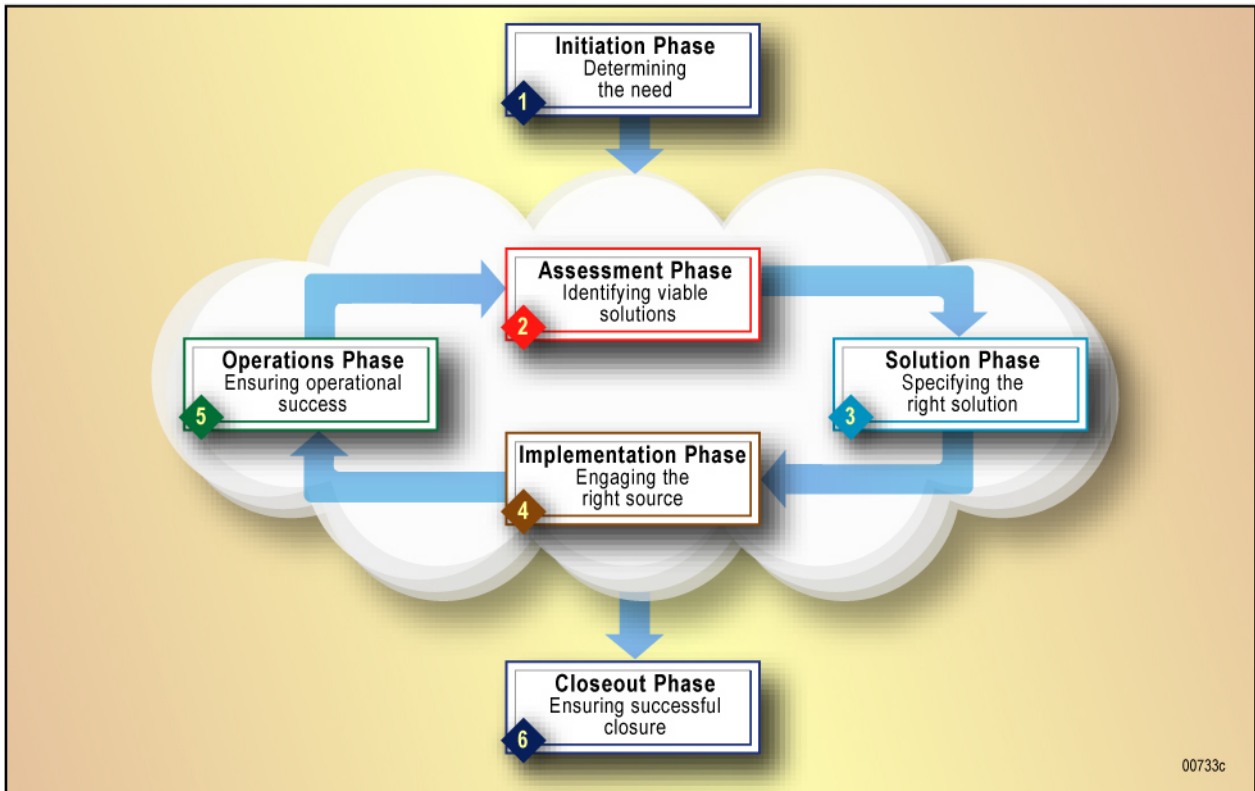 Initiation Phase
Determining
the need
1
Assessment Phase
Identifying viable
solutions
2
Solution Phase
Specifying the
right solution
3
Implementation Phase
Engaging the
right source
4
Operations Phase
Ensuring operational
success
5
Closeout Phase
Ensuring successful
closure
6
00733c